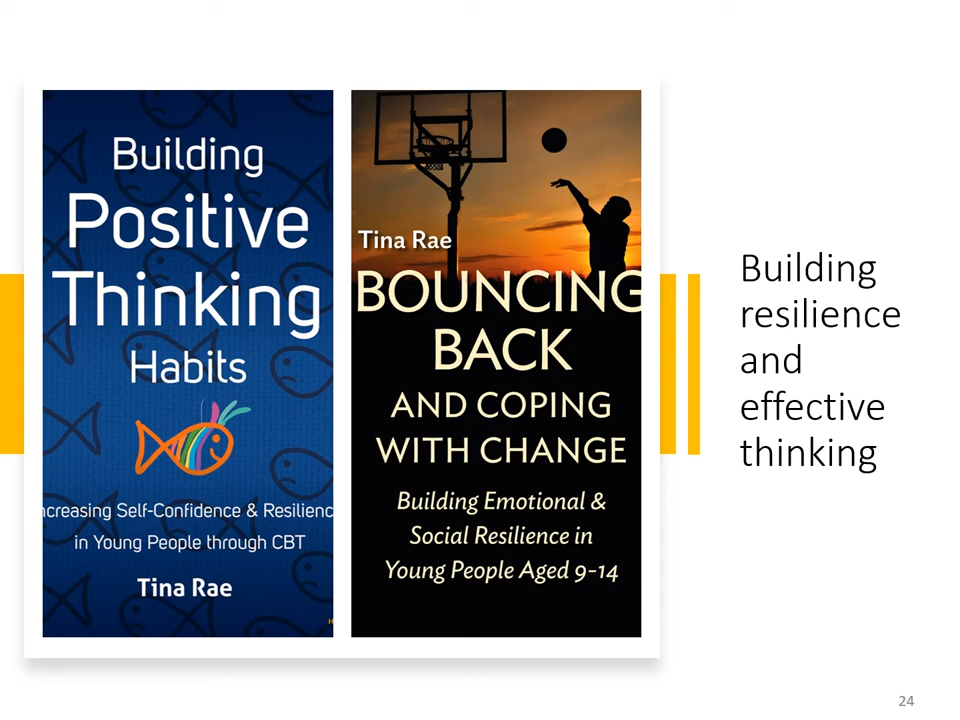 Building
Positive
Thinking
Habits
ncreasing Self-Confidence & Resilienc
in Young People through CBT
Tina Rae
H
Tina Rae
BOUNCING
BACK
AND COPING
WITH CHANGE
Building Emotional &
Social Resilience in
Young People Aged 9-14
Building
resilience
and
effective
thinking
24